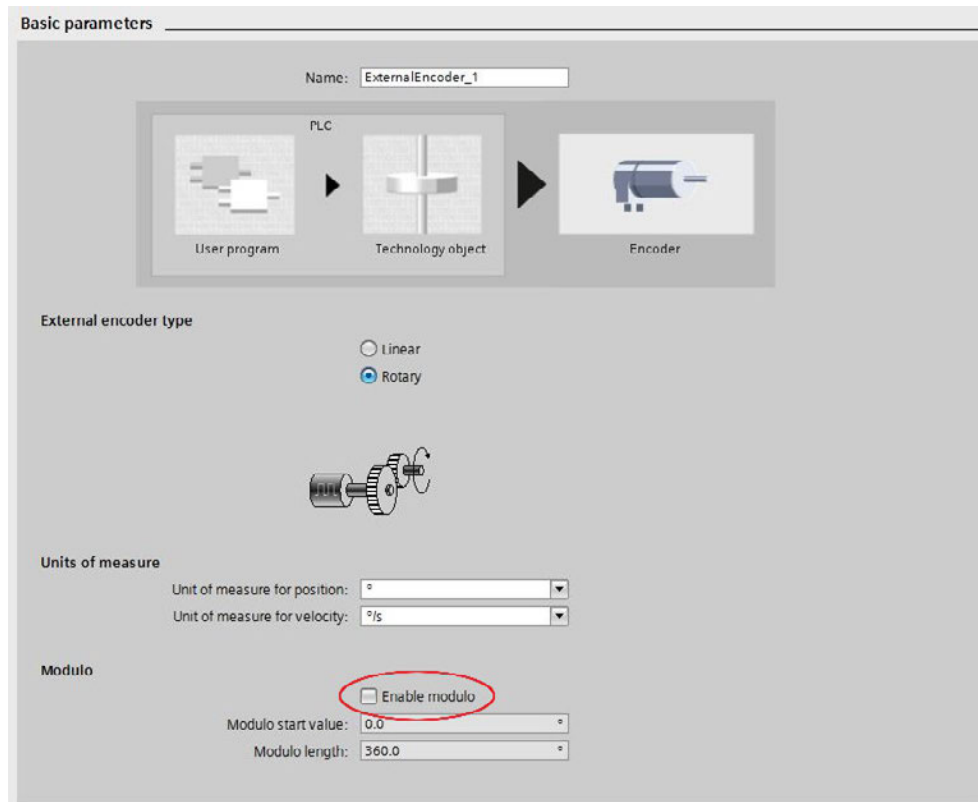 Basic parameters
Name: ExternalEncoder_1
PLC
User program Technology object Encoder
External encoder type
Linear
Rotary
Units of measure
Unit of measure for position: °
Unit of measure for velocity: °/s
Modulo
Enable modulo
Modulo start value: 0.0 °
Modulo length: 360.0 °